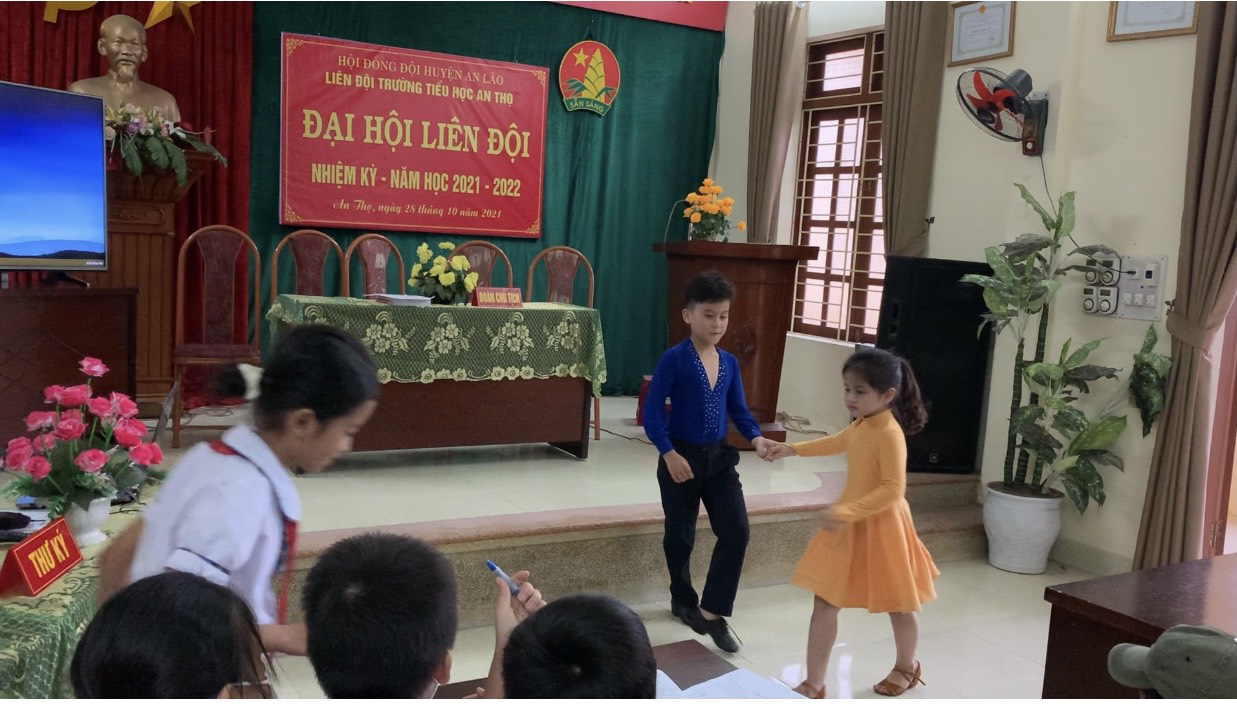 HỘI ĐỒNG ĐỘI HUYỆN AN LÃO
LIÊN ĐỘI TRƯỜNG TIỂU HỌC AN THỌ
ĐẠI HỘI LIÊN ĐỘI
NHIỆM KỲ - NĂM HỌC 2021 - 2022
An Thọ, ngày 28 tháng 10 năm 2021
SẴN SÀNG
ĐOÀN CHỦ TỊCH
THƯ KÝ